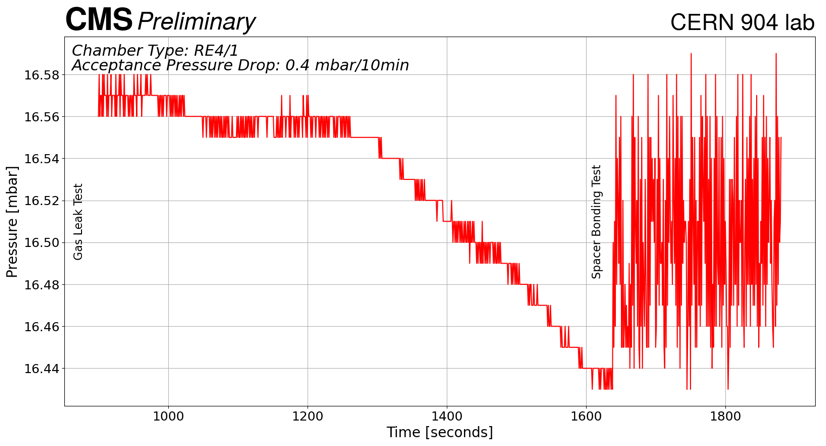 CMS Preliminary CERN 904 lab
Chamber Type: RE4/1
Acceptance Pressure Drop: 0.4 mbar/10min
Pressure [mbar]
16.58
16.56
16.54
16.52
16.50
16.48
16.46
16.44
Gas Leak Test
Spacer Bonding Test
1000 1200 1400 1600 1800
Time [seconds]